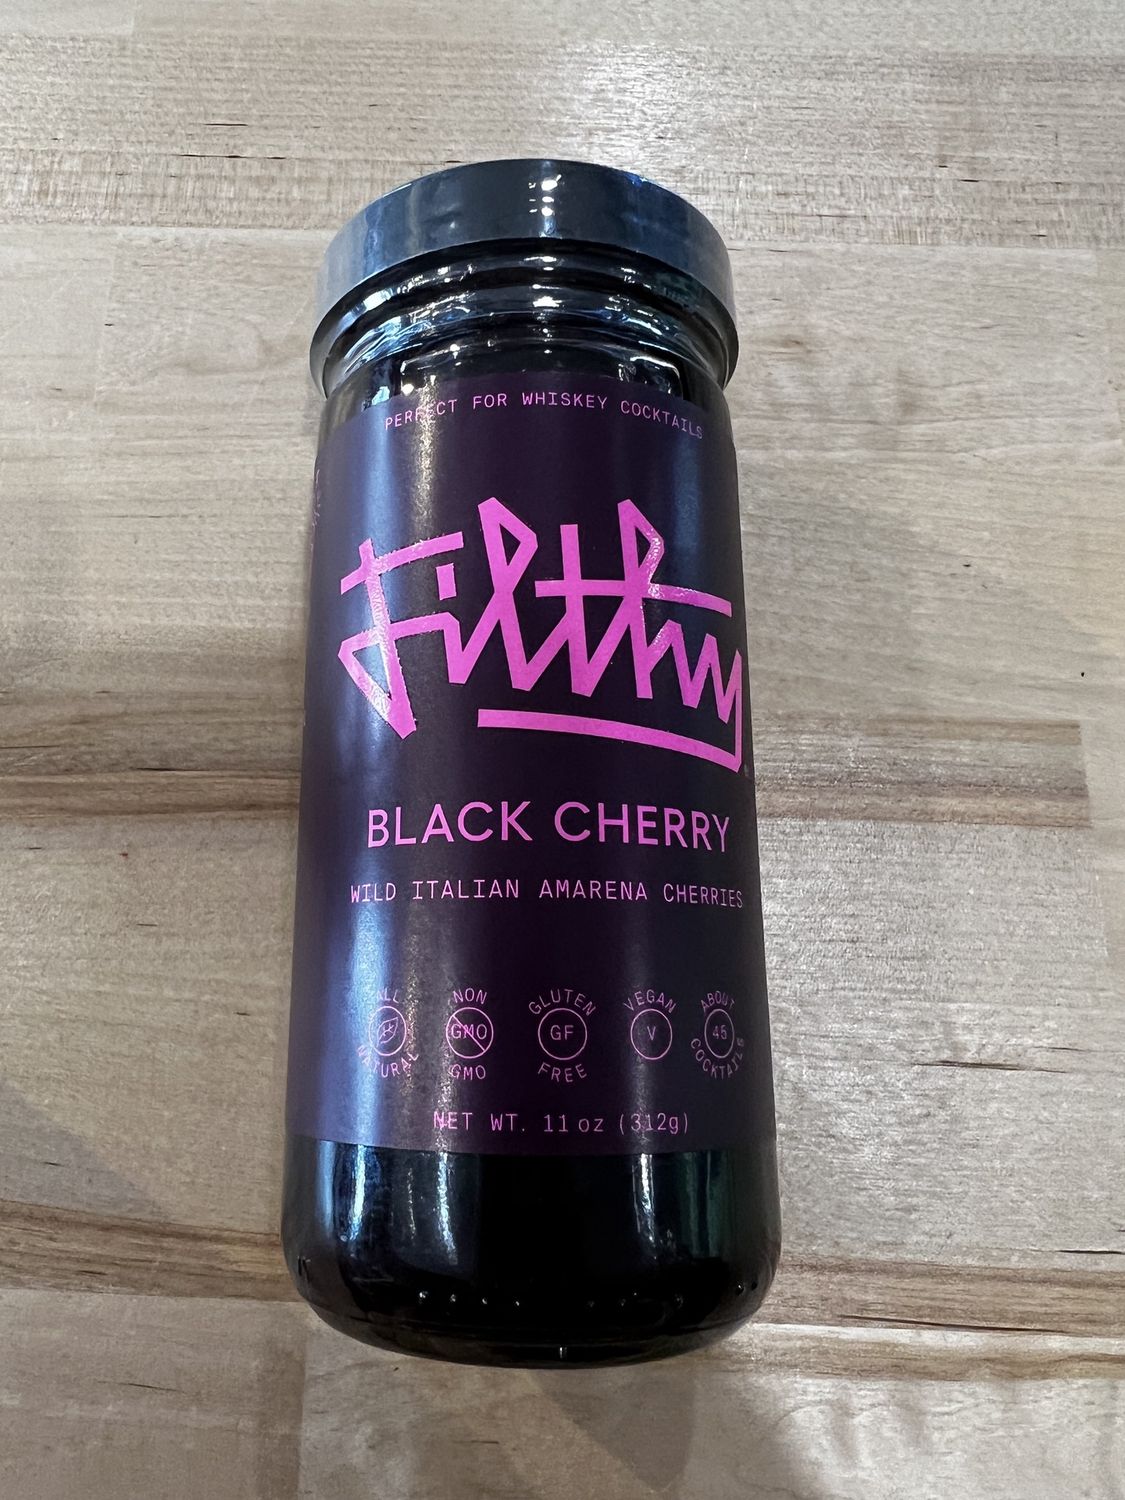 PERFECT FOR WHISKEY COCKTAILS
Filthy
BLACK CHERRY
WILD ITALIAN AMARENA CHERRIES
ALL NATURAL
NON GMO GMO
GLUTEN GF FREE
VEGAN V
ABOUT 45 COCKTAILS
NET WT. 11 oz (312g)